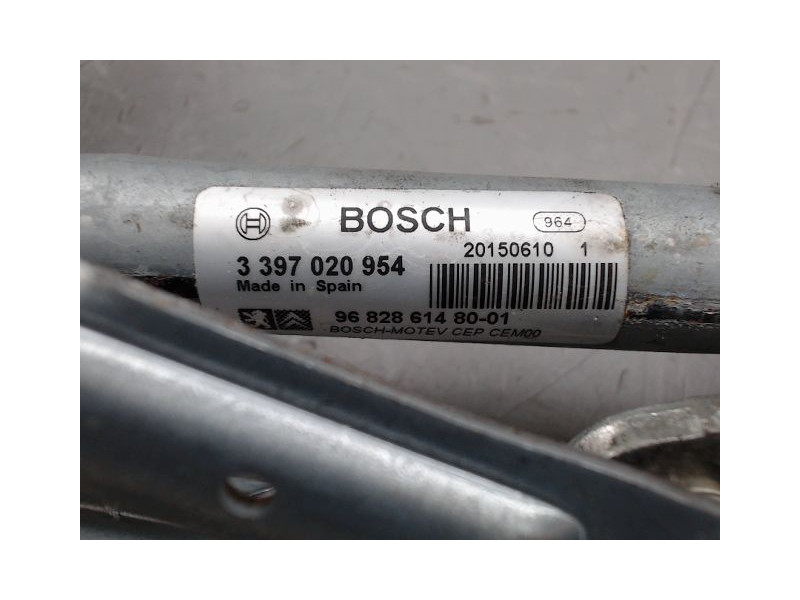 BOSCH 964
20150610 1
3 397 020 954
Made in Spain
96 828 614 80-01
BOSCH-MOTEV CEP CEM00